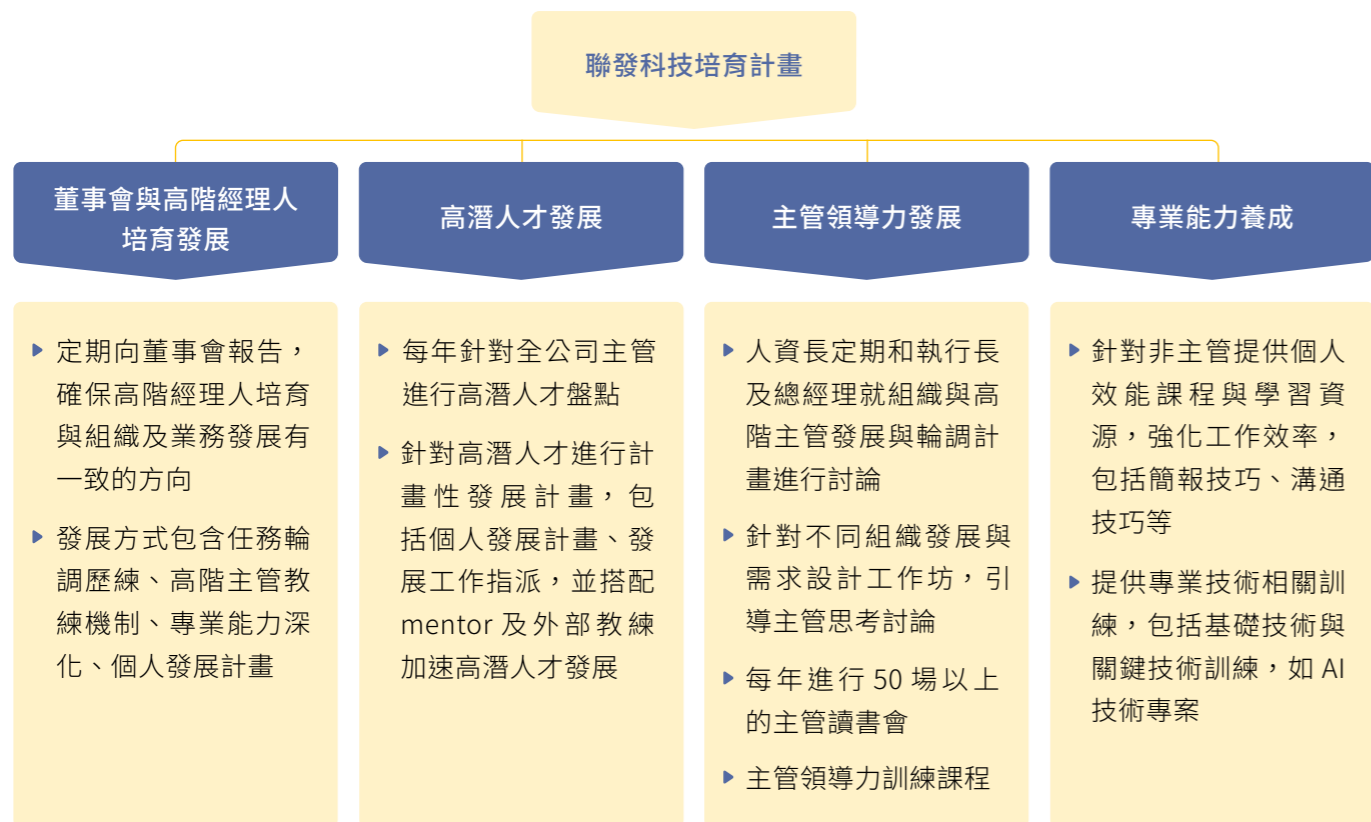 聯發科技培育計畫
董事會與高階經理人
培育發展
定期向董事會報告，
確保高階經理人培育
與組織及業務發展有
一致的方向
發展方式包含任務輪
調歷練、高階主管教
練機制、專業能力深
化、個人發展計畫
高潛人才發展
每年針對全公司主管
進行高潛人才盤點
針對高潛人才進行計
畫性發展計畫，包
括個人發展計畫、發
展工作指派，並搭配
mentor 及外部教練
加速高潛人才發展
主管領導力發展
人資長定期和執行長
及總經理就組織與高
階主管發展與輪調計
畫進行討論
針對不同組織發展與
需求設計工作坊，引
導主管思考討論
每年進行 50 場以上
的主管讀書會
主管領導力訓練課程
專業能力養成
針對非主管提供個人
效能課程與學習資
源，強化工作效率，
包括簡報技巧、溝通
技巧等
提供專業技術相關訓
練，包括基礎技術與
關鍵技術訓練，如 AI
技術專案